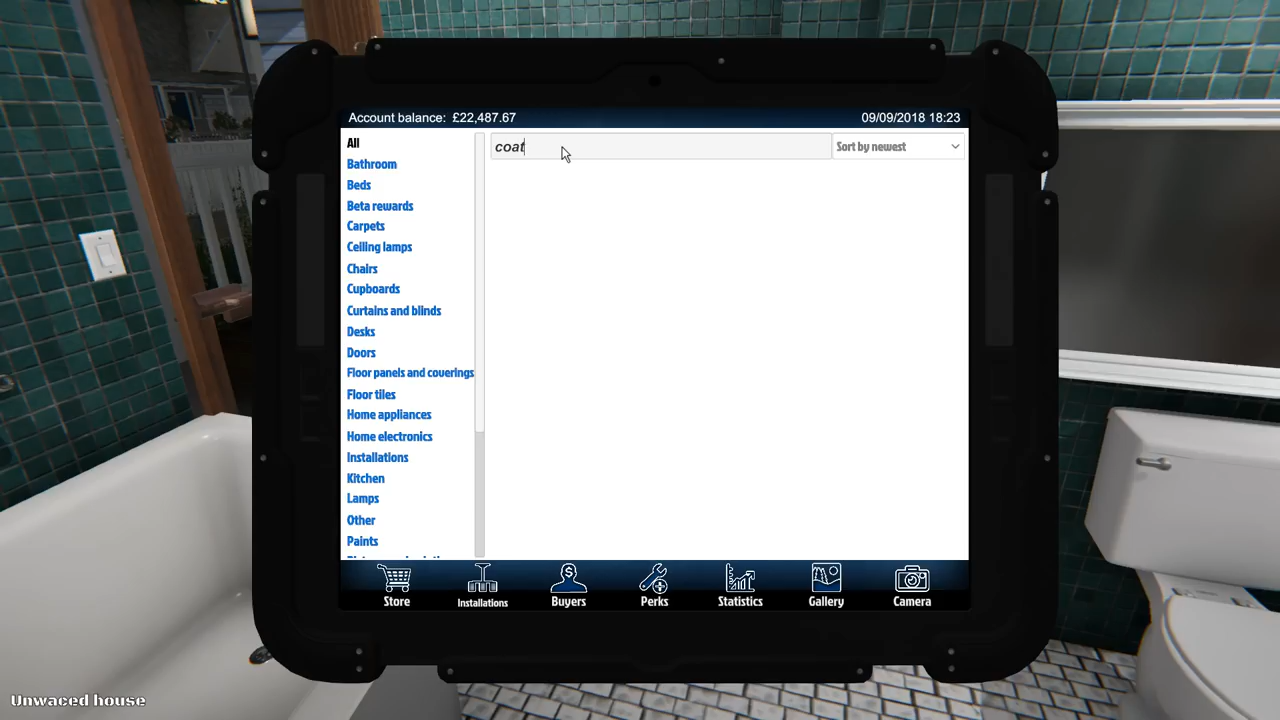 Account balance: £22,487.67
09/09/2018 18:23
All
Bathroom
Beds
Beta rewards
Carpets
Ceiling lamps
Chairs
Cupboards
Curtains and blinds
Desks
Doors
Floor panels and coverings
Floor tiles
Home appliances
Home electronics
Installations
Kitchen
Lamps
Other
Paints
coat
Sort by newest
Store
Installations
Buyers
Perks
Statistics
Gallery
Camera
Unwaced house